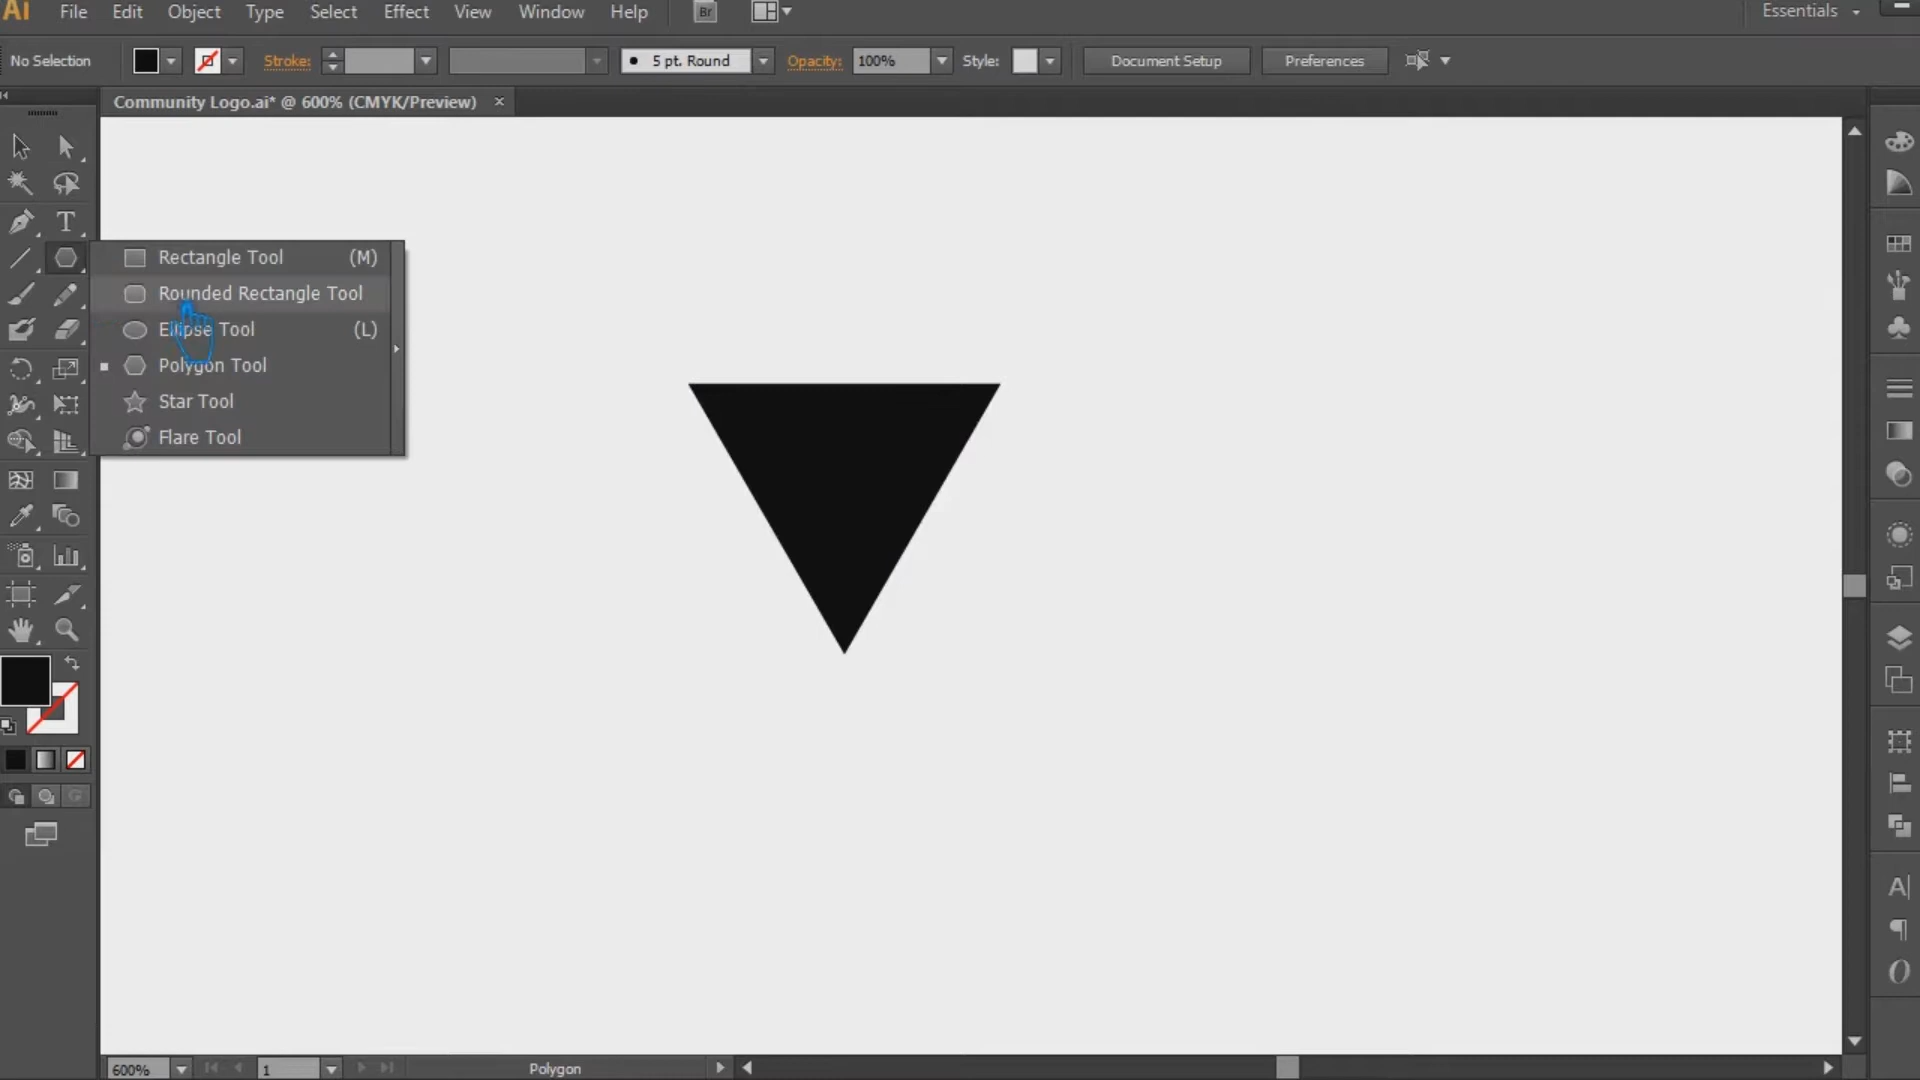 Ai File Edit Object Type Select Effect View Window Help Br Essentials
No Selection Stroke: 5 pt. Round Opacity: 100% Style: Document Setup Preferences
Community Logo.ai* @ 600% (CMYK/Preview) ×
Rectangle Tool (M)
Rounded Rectangle Tool
Ellipse Tool (L)
Polygon Tool
Star Tool
Flare Tool
600% 1 Polygon